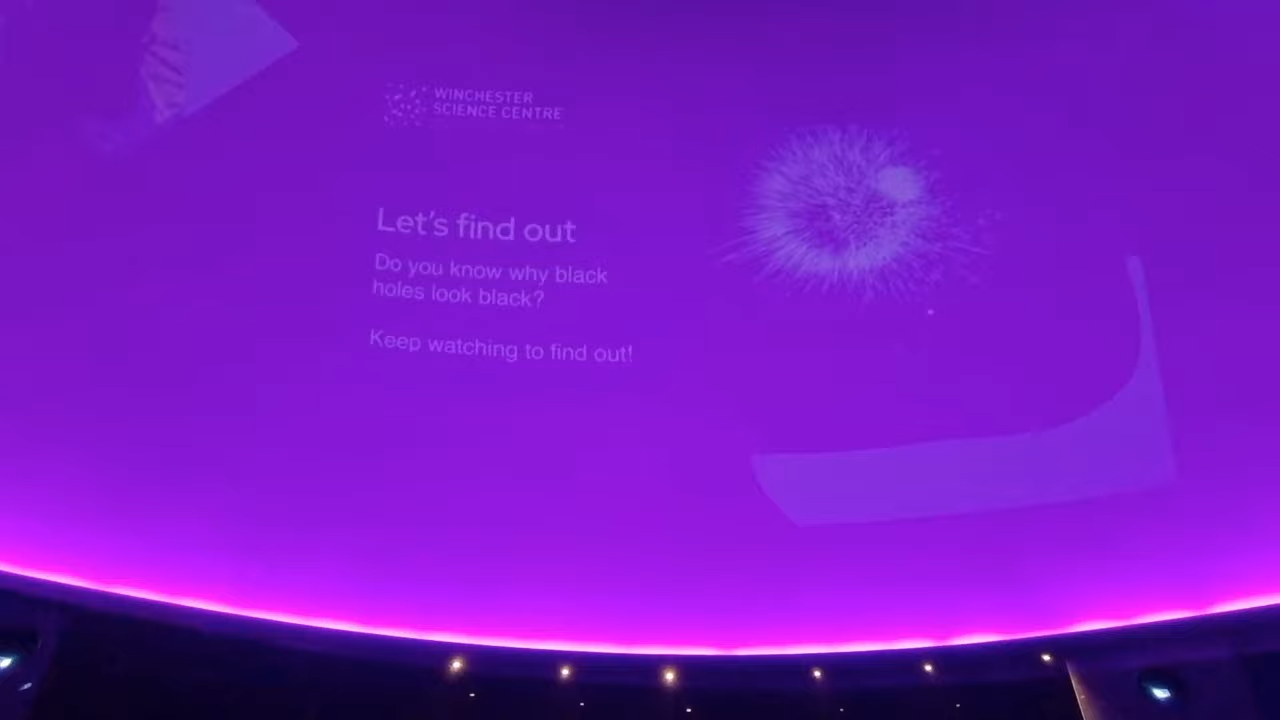 WINCHESTER
SCIENCE CENTRE
Let's find out
Do you know why black
holes look black?
Keep watching to find out!